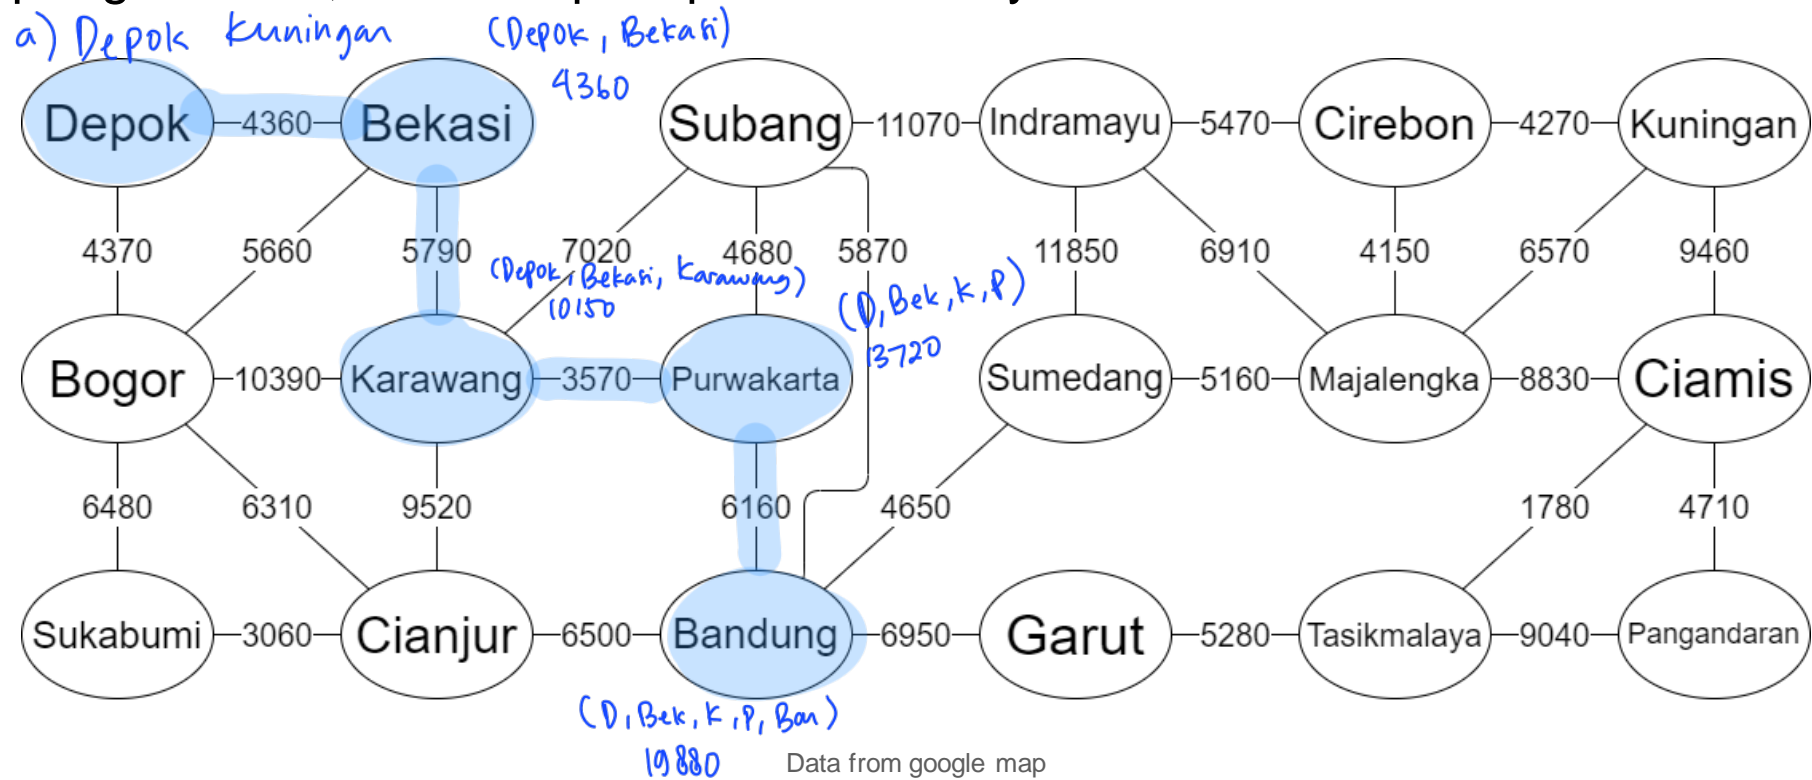 a) Depok Kuningan (Depok, Bekasi)
4360
Depok 4360 Bekasi Subang 11070 Indramayu 5470 Cirebon 4270 Kuningan
4370 5660 5790 7020 4680 5870 11850 6910 4150 6570 9460
(Depok, Bekasi, Karawang)
10150
(D, Bek, K, P)
13720
Bogor 10390 Karawang 3570 Purwakarta Sumedang 5160 Majalengka 8830 Ciamis
6480 6310 9520 6160 4650 1780 4710
Sukabumi 3060 Cianjur 6500 Bandung 6950 Garut 5280 Tasikmalaya 9040 Pangandaran
(D, Bek, K, P, Ban)
19880
Data from google map